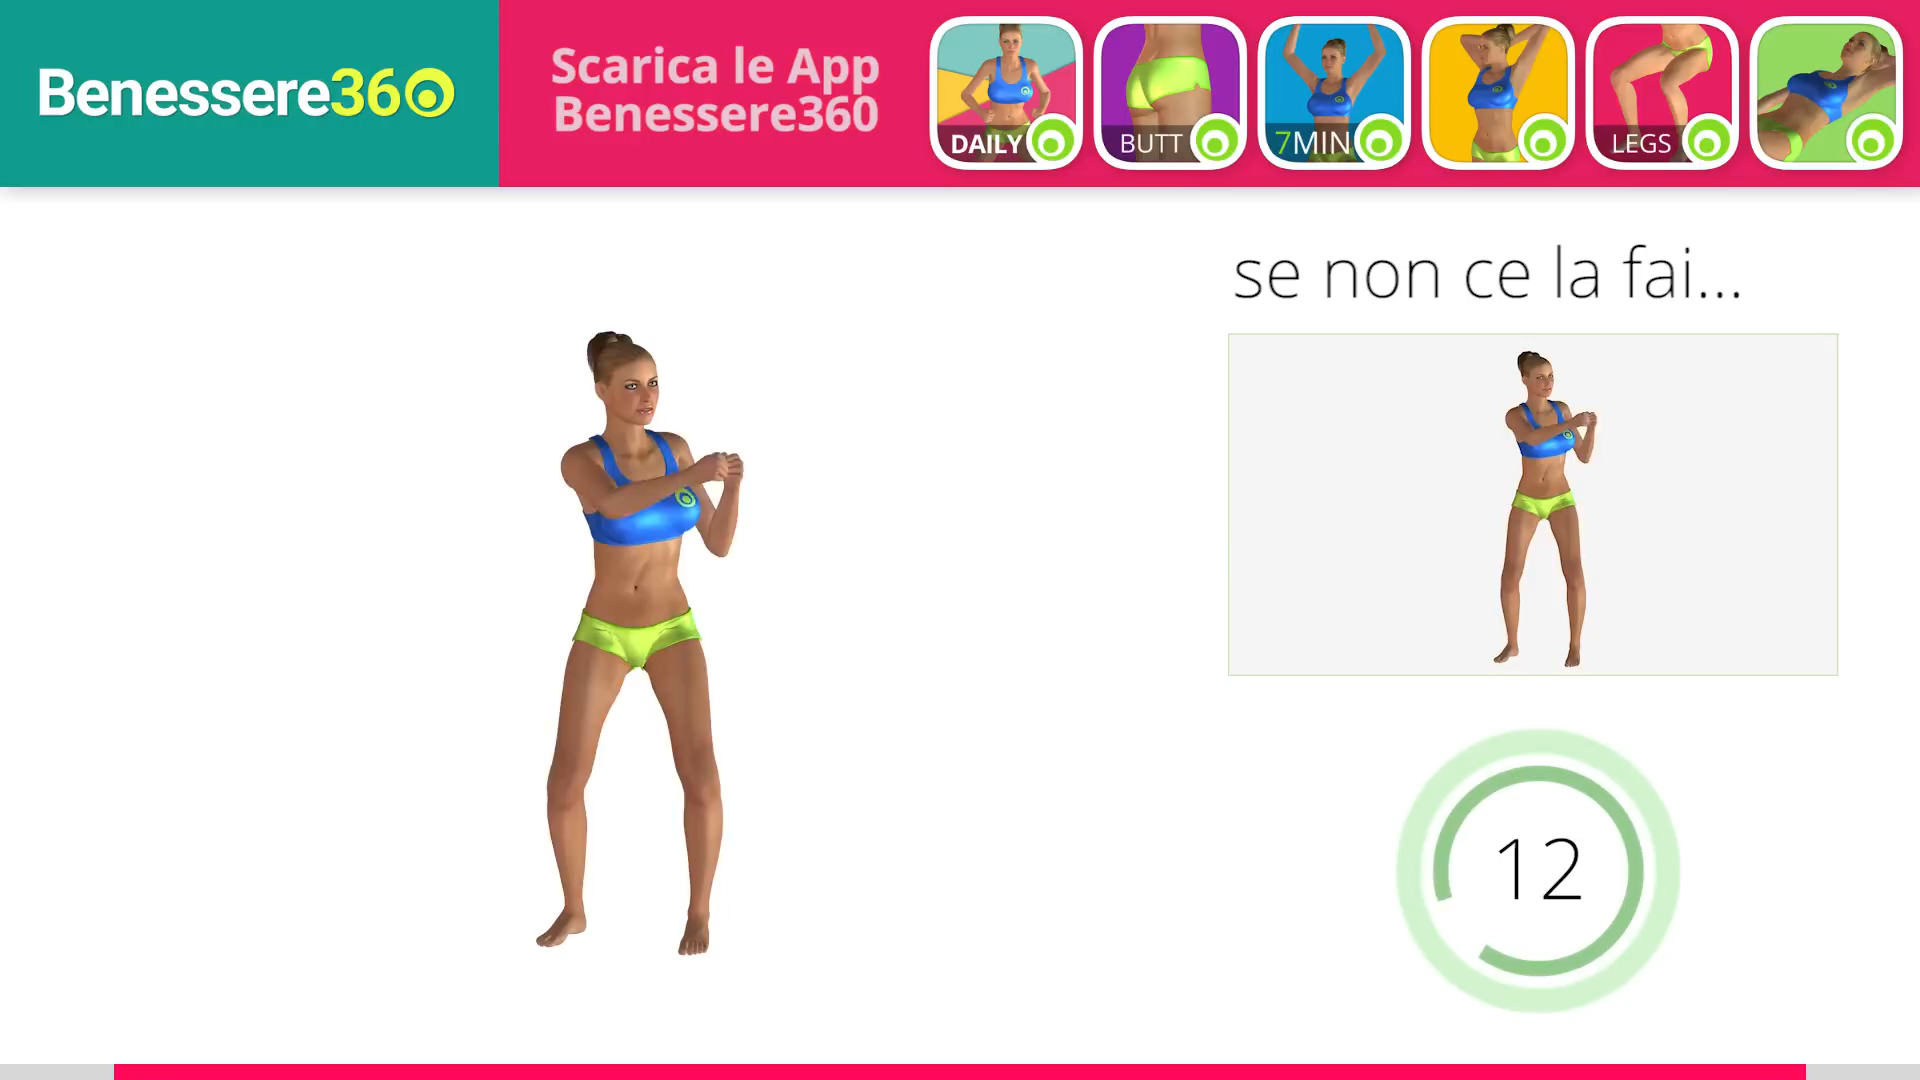 Benessere360
Scarica le App
Benessere360
DAILY
BUTT
7MIN
LEGS
se non ce la fai...
12